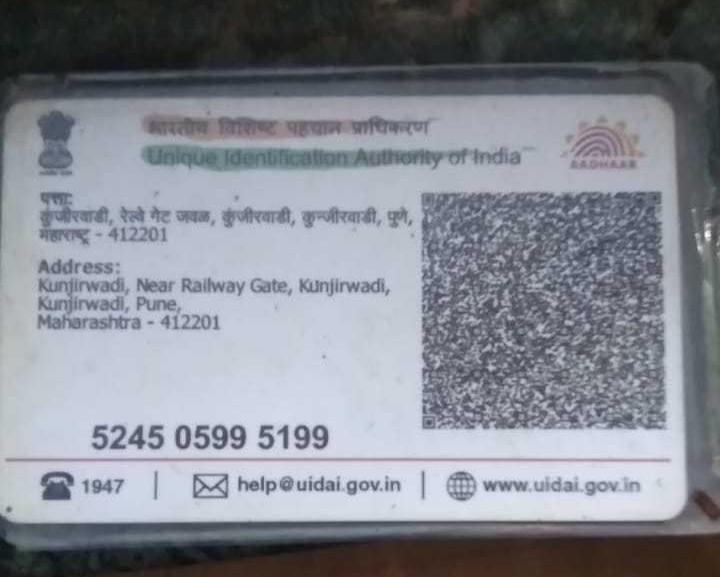 भारतीय विशिष्ट पहचान प्राधिकरण
Unique Identification Authority of India
AADHAAR
पत्ता:
कुंजीरवाडी, रेल्वे गेट जवळ, कुंजीरवाडी, कुन्जीरवाडी, पुणे,
महाराष्ट्र - 412201
Address:
Kunjirwadi, Near Railway Gate, Kunjirwadi,
Kunjirwadi, Pune,
Maharashtra - 412201
5245 0599 5199
1947 | help@uidai.gov.in | www.uidai.gov.in